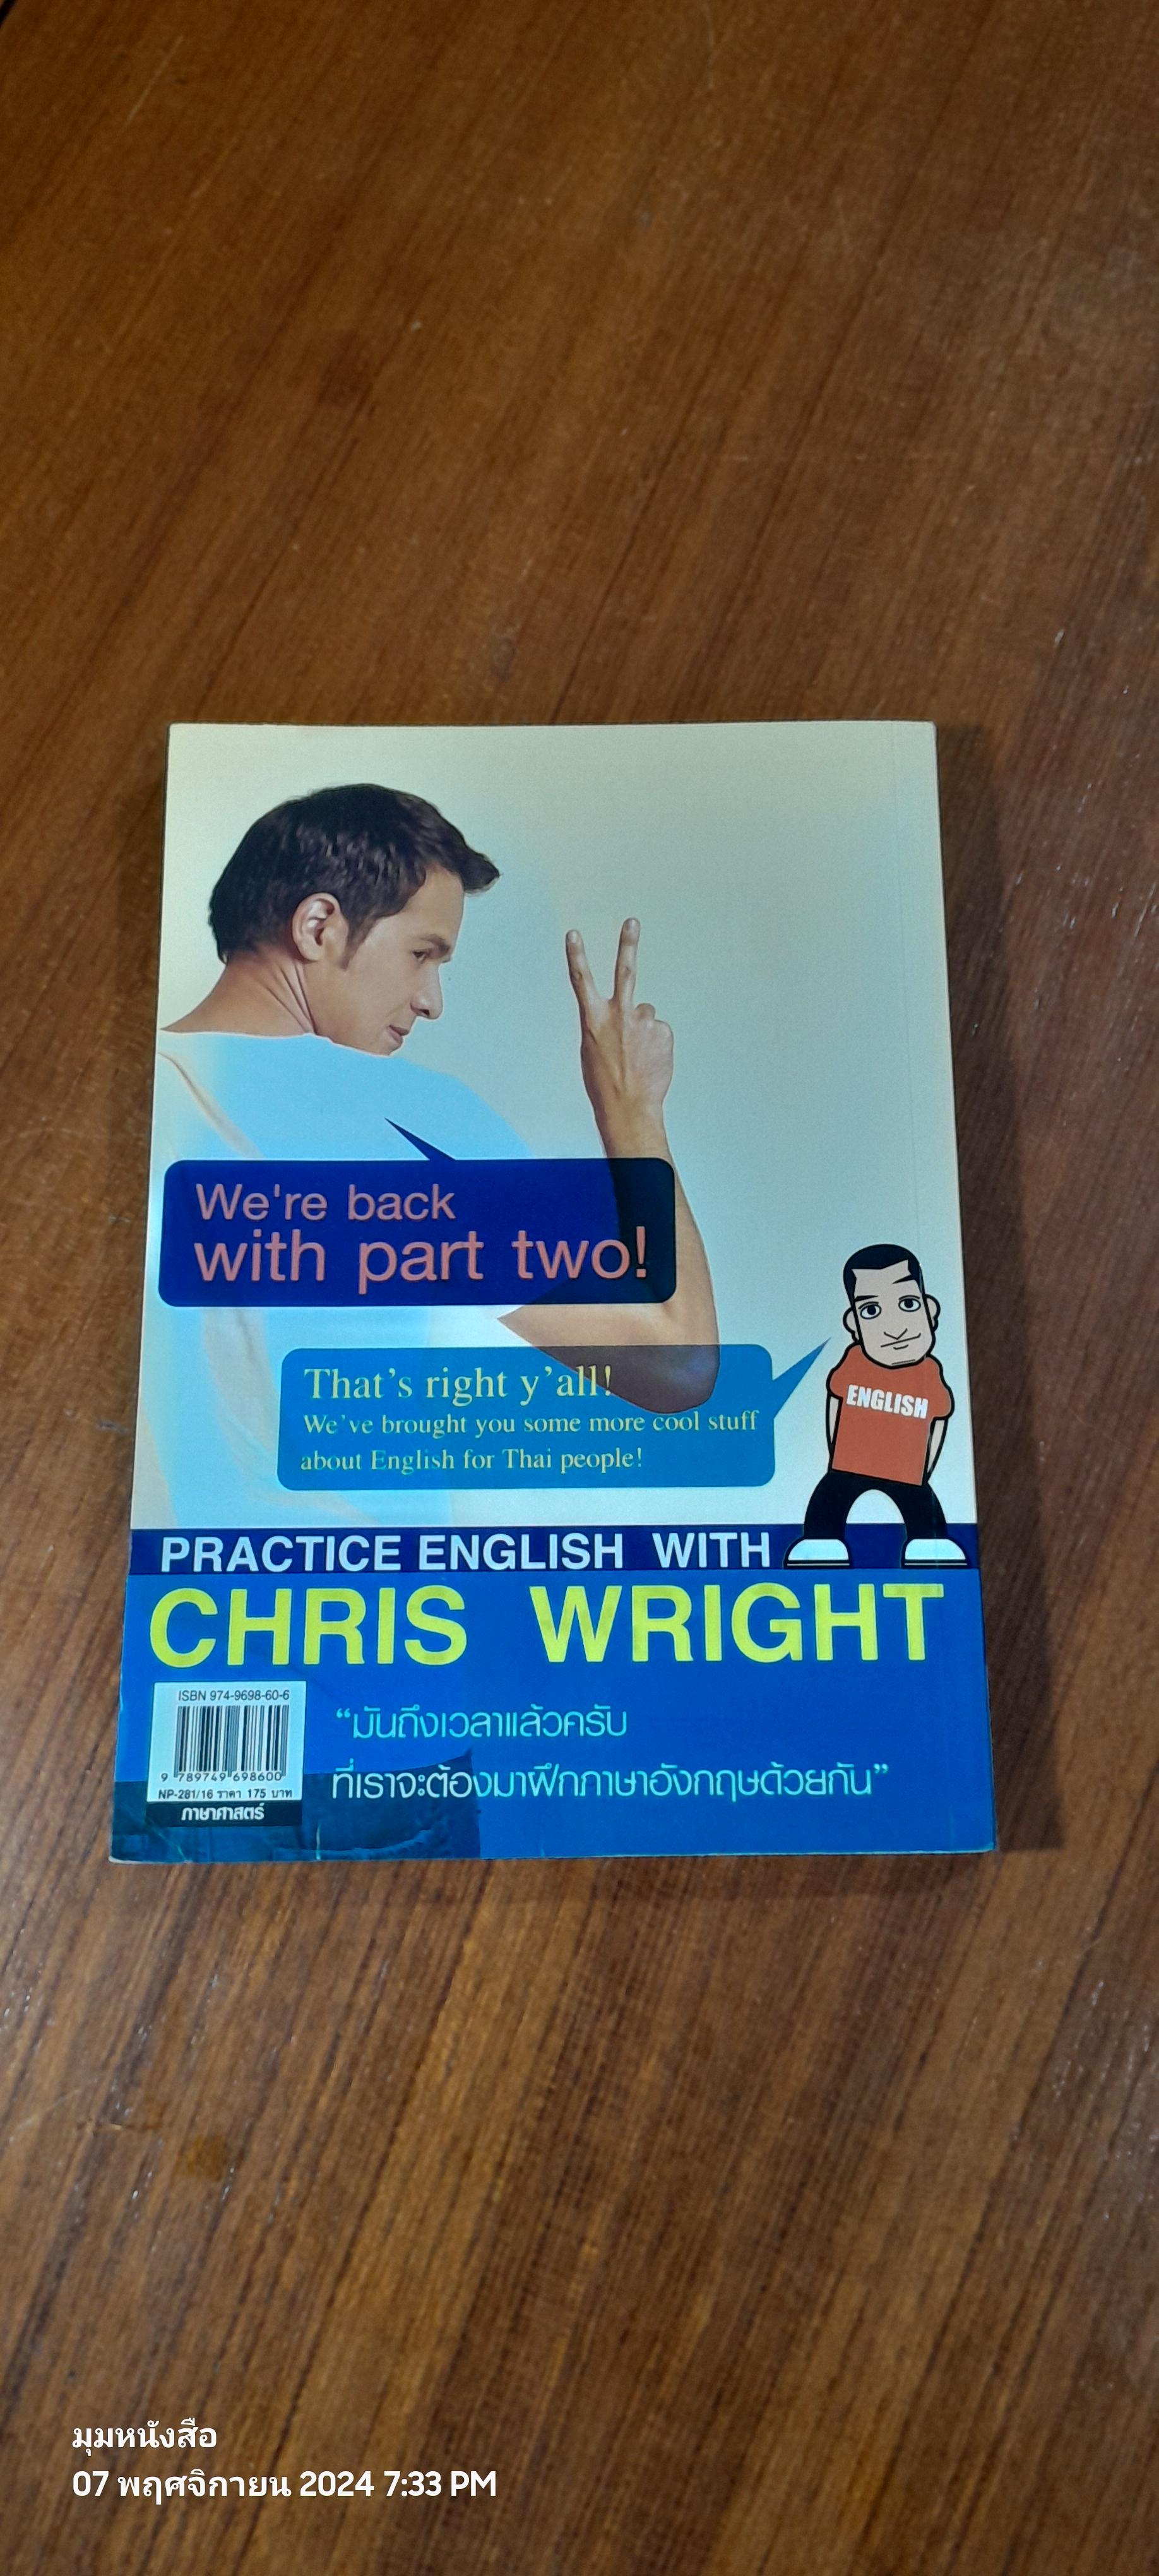 We're back
with part two!
That's right y'all!
We've brought you some more cool stuff
about English for Thai people!
ENGLISH
PRACTICE ENGLISH WITH
CHRIS WRIGHT
ISBN 974-9698-60-6
9 789749 698600
NP-281/16 ราคา 175 บาท
ภาษาศาสตร์
“มันถึงเวลาแล้วครับ
ที่เราจะต้องมาฝึกภาษาอังกฤษด้วยกัน”
มุมหนังสือ
07 พฤศจิกายน 2024 7:33 PM